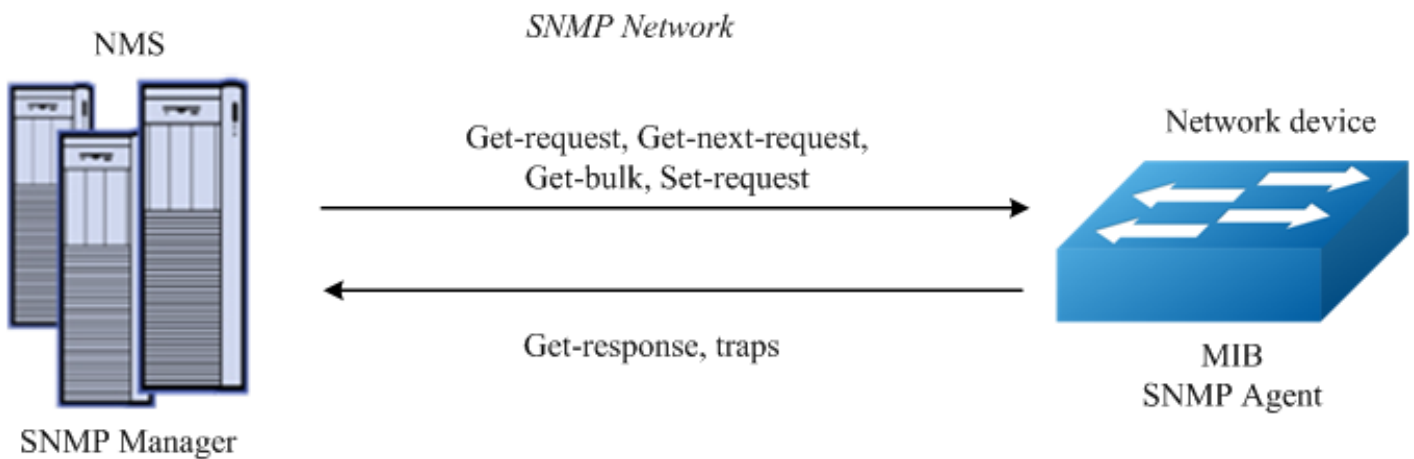 SNMP Network
NMS
Get-request, Get-next-request,
Get-bulk, Set-request
Network device
Get-response, traps
MIB
SNMP Agent
SNMP Manager